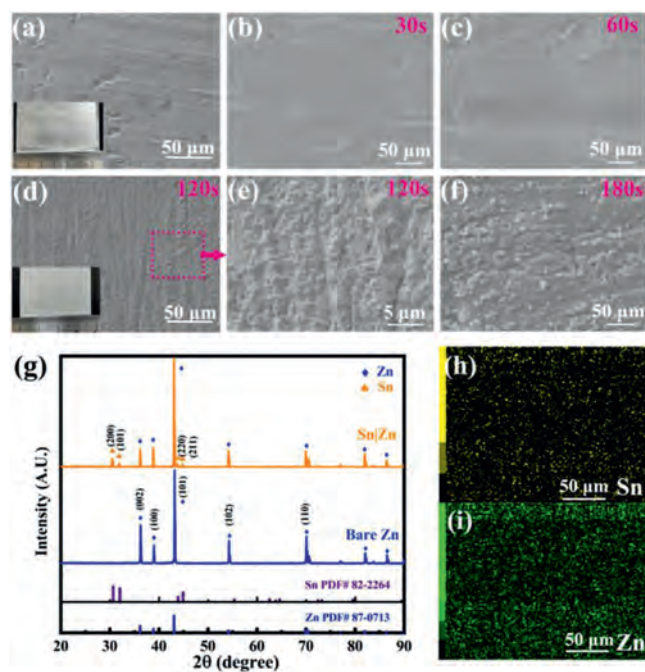 (a)
(b) 30s
(c) 60s
50 µm
50 µm
50 µm
(d) 120s
(e) 120s
(f) 180s
50 µm
5 µm
50 µm
(g)
Intensity (A.U.)
Zn
Sn
(200)
(101)
(220)
(211)
Sn|Zn
(002)
(100)
(101)
(102)
(110)
Bare Zn
Sn PDF# 82-2264
Zn PDF# 87-0713
20 30 40 50 60 70 80 90
2θ (degree)
(h)
50 µm
Sn
(i)
50 µm
Zn